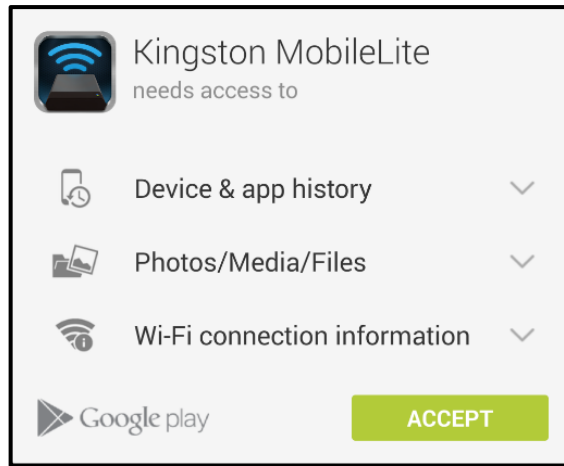 Kingston MobileLite
needs access to
Device & app history
Photos/Media/Files
Wi-Fi connection information
Google play
ACCEPT